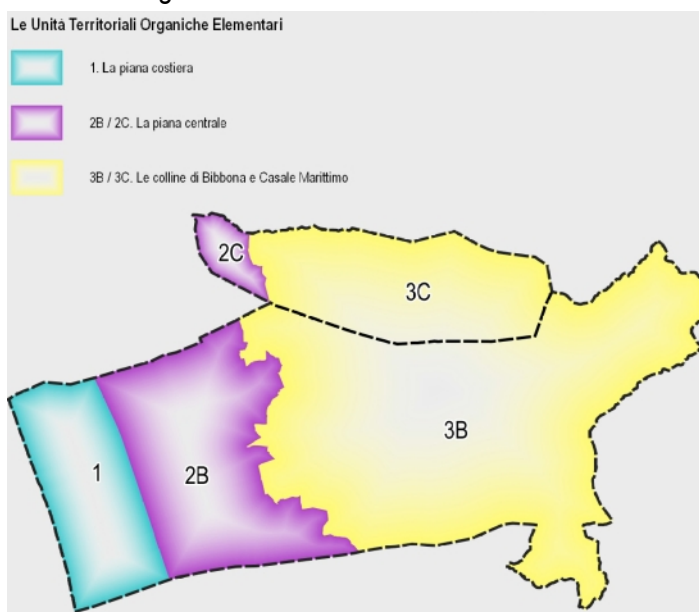 Le Unità Territoriali Organiche Elementari
1. La piana costiera
2B / 2C. La piana centrale
3B / 3C. Le colline di Bibbona e Casale Marittimo
2C
3C
3B
1
2B